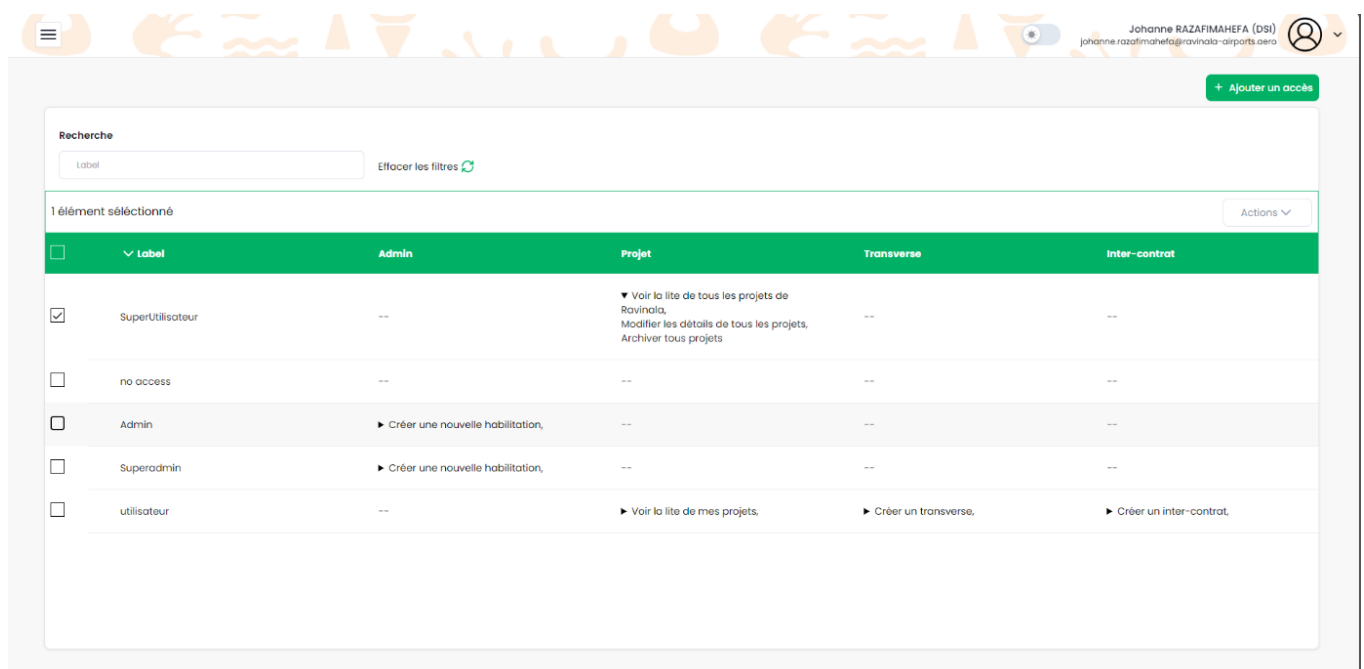 Johanne RAZAFIMAHEFA (DSI)
johanne.razafimahefa@ravinala-airports.aero
+ Ajouter un accès
Recherche
Label
Effacer les filtres
1 élément séléctionné
Actions
Label Admin Projet Transverse Inter-contrat
SuperUtilisateur -- Voir la lite de tous les projets de -- --
Ravinala,
Modifier les détails de tous les projets,
Archiver tous projets
no access -- -- -- --
Admin Créer une nouvelle habilitation, -- -- --
Superadmin Créer une nouvelle habilitation, -- -- --
utilisateur -- Voir la lite de mes projets, Créer un transverse, Créer un inter-contrat,